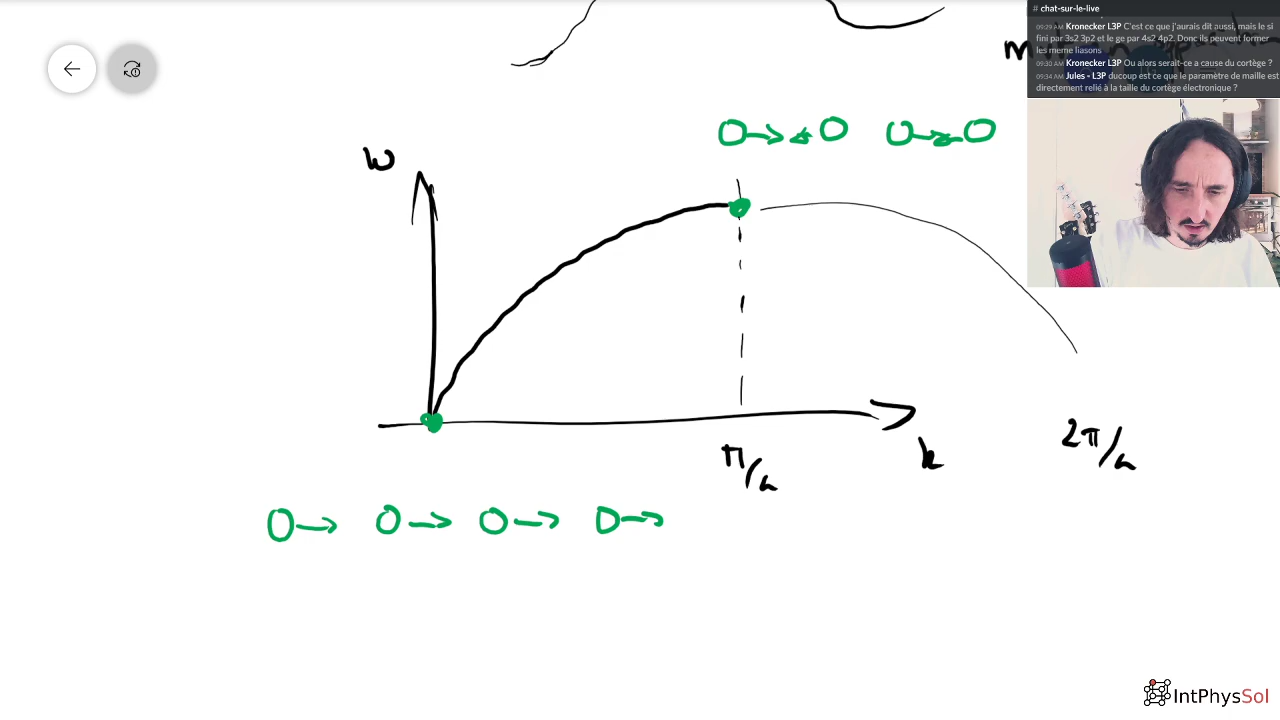 # chat-sur-le-live
09:29 AM Kronecker L3P C'est ce que j'aurais dit aussi, mais le si
fini par 3s2 3p2 et le ge par 4s2 4p2. Donc ils peuvent former
les meme liasons
09:30 AM Kronecker L3P Ou alors serait-ce a cause du cortège ?
09:34 AM Jules - L3P ducoup est ce que le paramètre de maille est
directement relié à la taille du cortège électronique ?
ω
π/a
k
2π/a
IntPhysSol